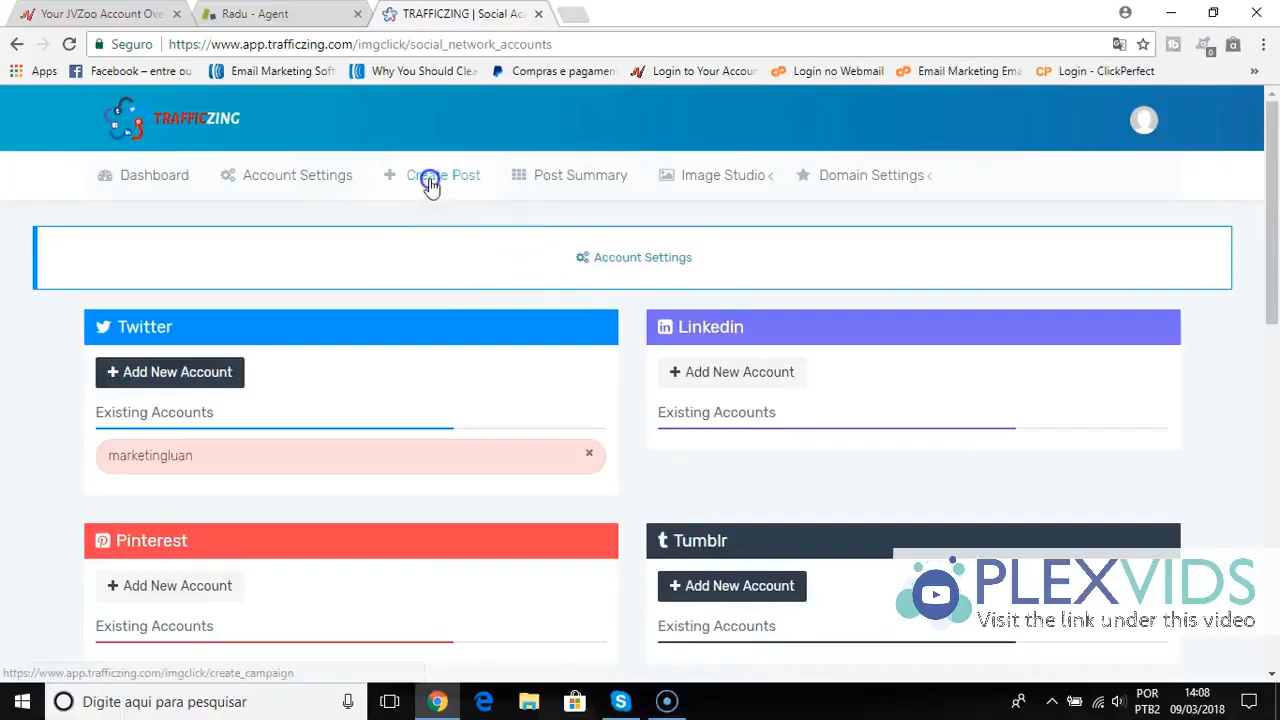 Your JVZoo Account Ove
Radu - Agent
TRAFFICZING | Social Acc
Seguro
https://www.app.trafficzing.com/imgclick/social_network_accounts
Apps
Facebook – entre ou
Email Marketing Soft
Why You Should Clea
Compras e pagament
Login to Your Accoun
Login no Webmail
Email Marketing Ema
Login - ClickPerfect
TRAFFICZING
Dashboard
Account Settings
Create Post
Post Summary
Image Studio
Domain Settings
Account Settings
Twitter
Linkedin
+ Add New Account
+ Add New Account
Existing Accounts
Existing Accounts
marketingluan
Pinterest
Tumblr
+ Add New Account
+ Add New Account
Existing Accounts
Existing Accounts
PLEXVIDS
Visit the link under this video
https://www.app.trafficzing.com/imgclick/create_campaign
Digite aqui para pesquisar
POR
PTB2
14:08
09/03/2018